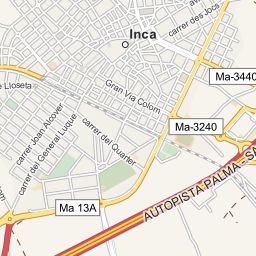 carrer des Jocs
Inca
Ma-3440
e Lloseta
Gran Via Colom
carrer Joan Alcover
carrer del General Luque
carrer del Quarter
Ma-3240
Ma 13A
AUTOPISTA PALMA - SA